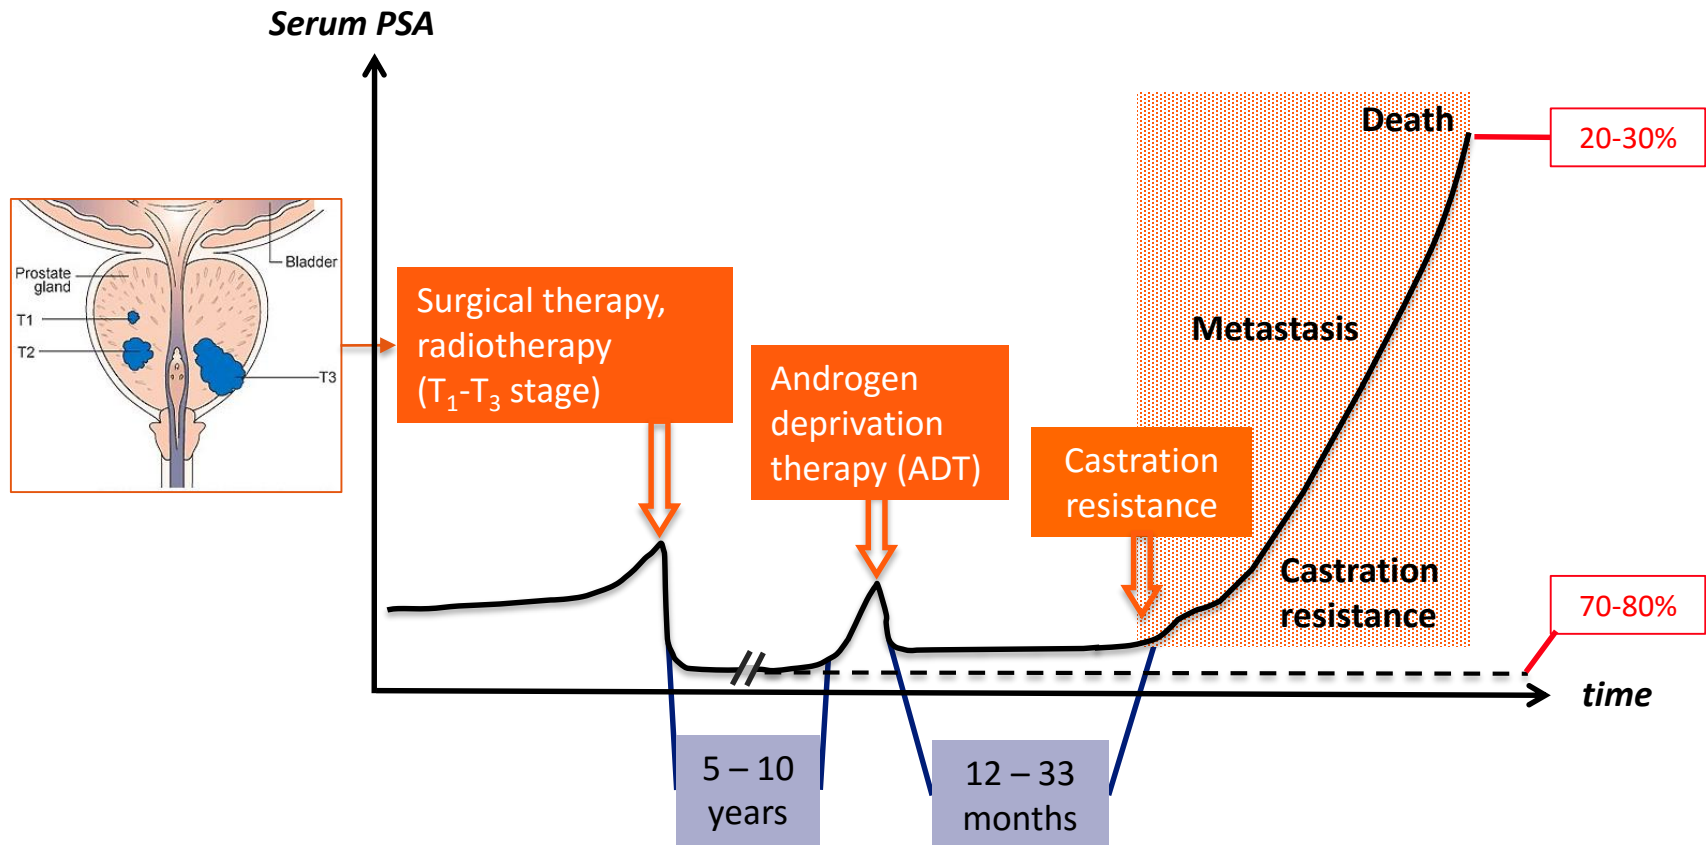 Serum PSA
Death
20-30%
Prostate
gland
Bladder
T1
T2
T3
Surgical therapy,
radiotherapy
(T₁-T₃ stage)
Metastasis
Androgen
deprivation
therapy (ADT)
Castration
resistance
Castration
resistance
70-80%
time
5 – 10
years
12 – 33
months